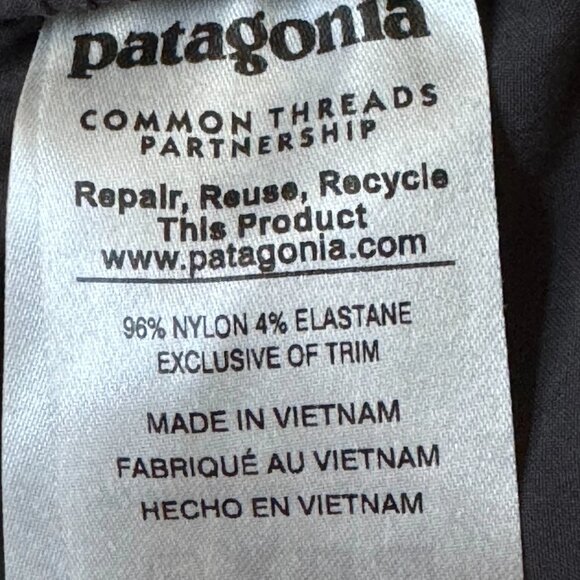 patagonia
COMMON THREADS
PARTNERSHIP
Repair, Reuse, Recycle
This Product
www.patagonia.com
96% NYLON 4% ELASTANE
EXCLUSIVE OF TRIM
MADE IN VIETNAM
FABRIQUÉ AU VIETNAM
HECHO EN VIETNAM